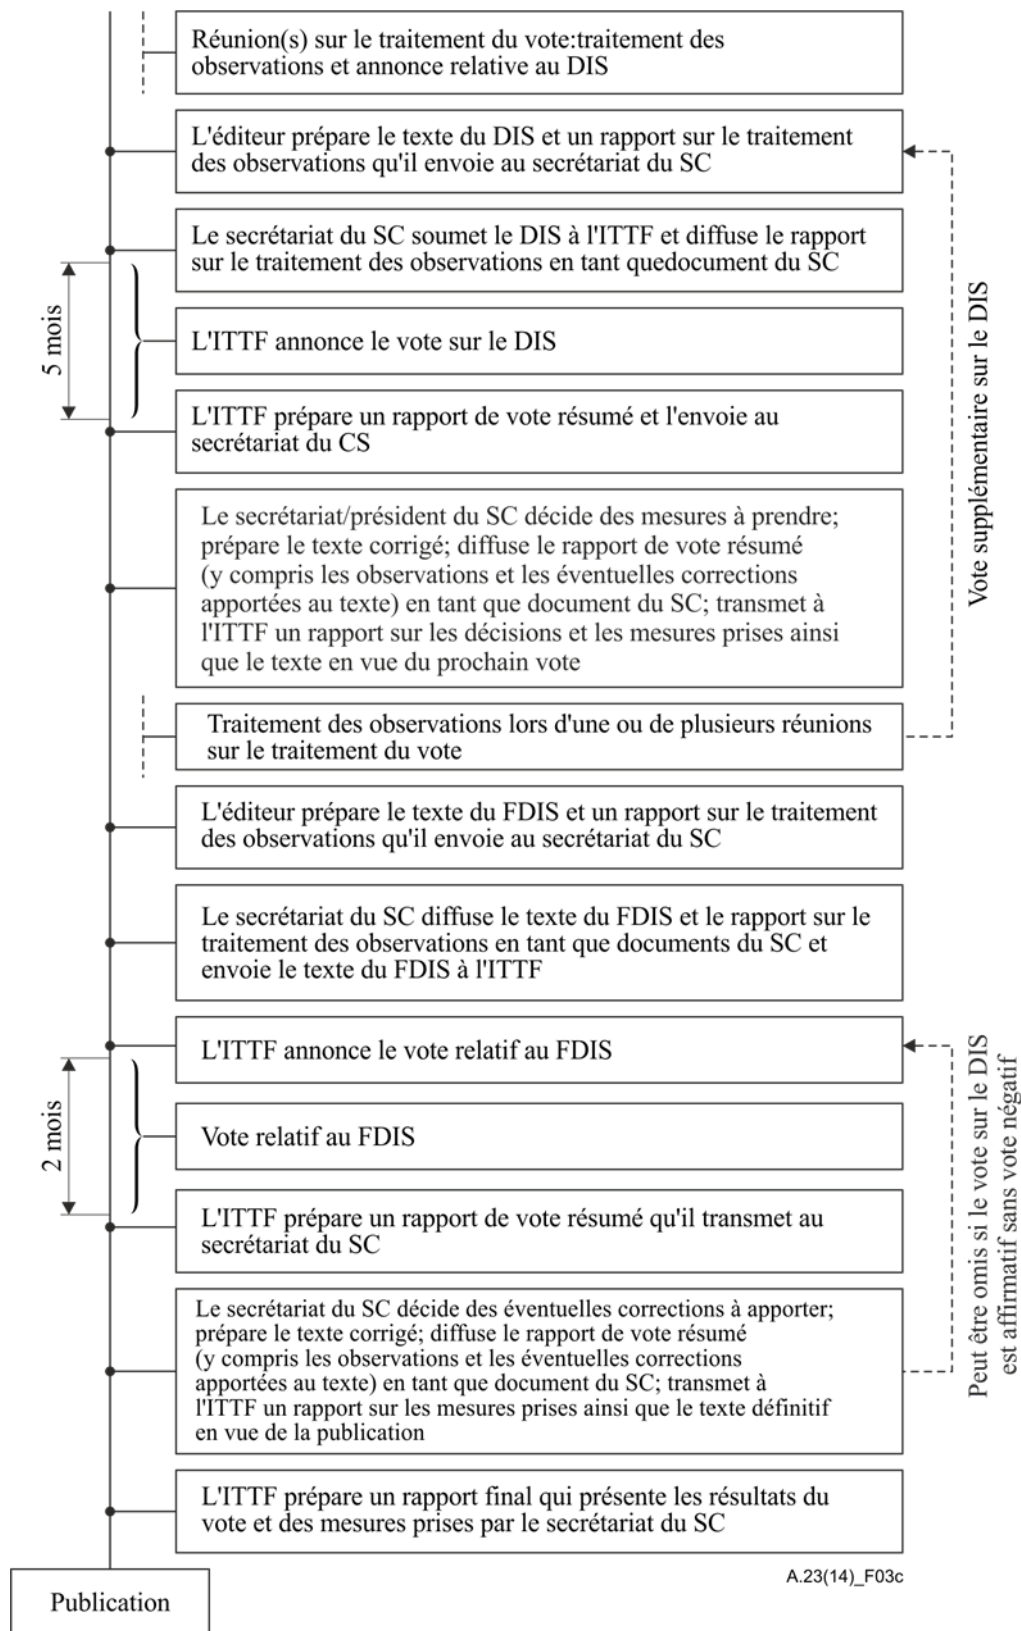 Réunion(s) sur le traitement du vote:traitement des
observations et annonce relative au DIS
L'éditeur prépare le texte du DIS et un rapport sur le traitement
des observations qu'il envoie au secrétariat du SC
Le secrétariat du SC soumet le DIS à l'ITTF et diffuse le rapport
sur le traitement des observations en tant quedocument du SC
5 mois
L'ITTF annonce le vote sur le DIS
L'ITTF prépare un rapport de vote résumé et l'envoie au
secrétariat du CS
Vote supplémentaire sur le DIS
Le secrétariat/président du SC décide des mesures à prendre;
prépare le texte corrigé; diffuse le rapport de vote résumé
(y compris les observations et les éventuelles corrections
apportées au texte) en tant que document du SC; transmet à
l'ITTF un rapport sur les décisions et les mesures prises ainsi
que le texte en vue du prochain vote
Traitement des observations lors d'une ou de plusieurs réunions
sur le traitement du vote
L'éditeur prépare le texte du FDIS et un rapport sur le traitement
des observations qu'il envoie au secrétariat du SC
Le secrétariat du SC diffuse le texte du FDIS et le rapport sur le
traitement des observations en tant que documents du SC et
envoie le texte du FDIS à l'ITTF
L'ITTF annonce le vote relatif au FDIS
2 mois
Vote relatif au FDIS
L'ITTF prépare un rapport de vote résumé qu'il transmet au
secrétariat du SC
Peut être omis si le vote sur le DIS
est affirmatif sans vote négatif
Le secrétariat du SC décide des éventuelles corrections à apporter;
prépare le texte corrigé; diffuse le rapport de vote résumé
(y compris les observations et les éventuelles corrections
apportées au texte) en tant que document du SC; transmet à
l'ITTF un rapport sur les mesures prises ainsi que le texte définitif
en vue de la publication
L'ITTF prépare un rapport final qui présente les résultats du
vote et des mesures prises par le secrétariat du SC
A.23(14)_F03c
Publication